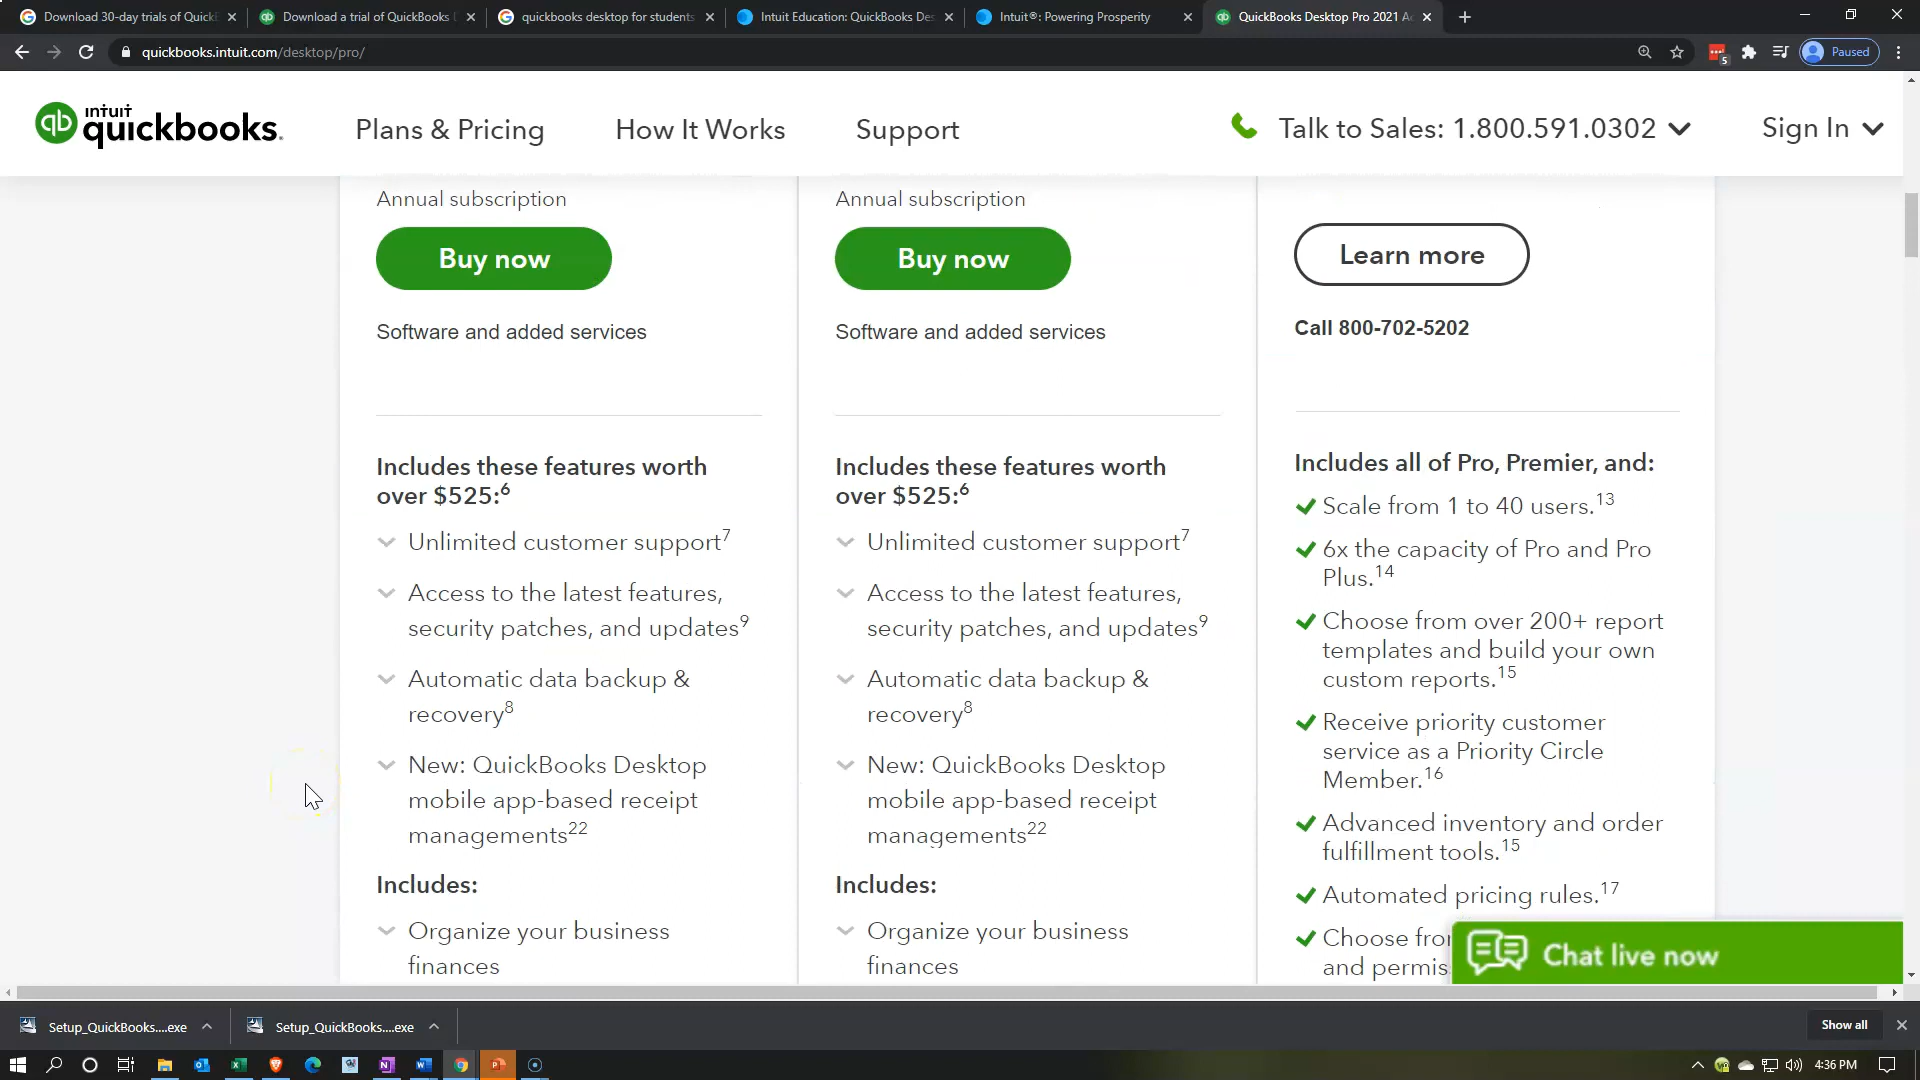 Download 30-day trials of Quick
Download a trial of QuickBooks D
quickbooks desktop for students
Intuit Education: QuickBooks Des
Intuit®: Powering Prosperity
QuickBooks Desktop Pro 2021 Ac
quickbooks.intuit.com/desktop/pro/
5
Paused
intuit
quickbooks.
Plans & Pricing
How It Works
Support
Talk to Sales: 1.800.591.0302
Sign In
Annual subscription
Buy now
Software and added services
Includes these features worth
over $525:6
Unlimited customer support7
Access to the latest features,
security patches, and updates9
Automatic data backup &
recovery8
New: QuickBooks Desktop
mobile app-based receipt
managements22
Includes:
Organize your business
finances
Annual subscription
Buy now
Software and added services
Includes these features worth
over $525:6
Unlimited customer support7
Access to the latest features,
security patches, and updates9
Automatic data backup &
recovery8
New: QuickBooks Desktop
mobile app-based receipt
managements22
Includes:
Organize your business
finances
Learn more
Call 800-702-5202
Includes all of Pro, Premier, and:
Scale from 1 to 40 users.13
6x the capacity of Pro and Pro
Plus.14
Choose from over 200+ report
templates and build your own
custom reports.15
Receive priority customer
service as a Priority Circle
Member.16
Advanced inventory and order
fulfillment tools.15
Automated pricing rules.17
Choose fro
and permis
Chat live now
Setup_QuickBooks....exe
Setup_QuickBooks....exe
Show all
4:36 PM